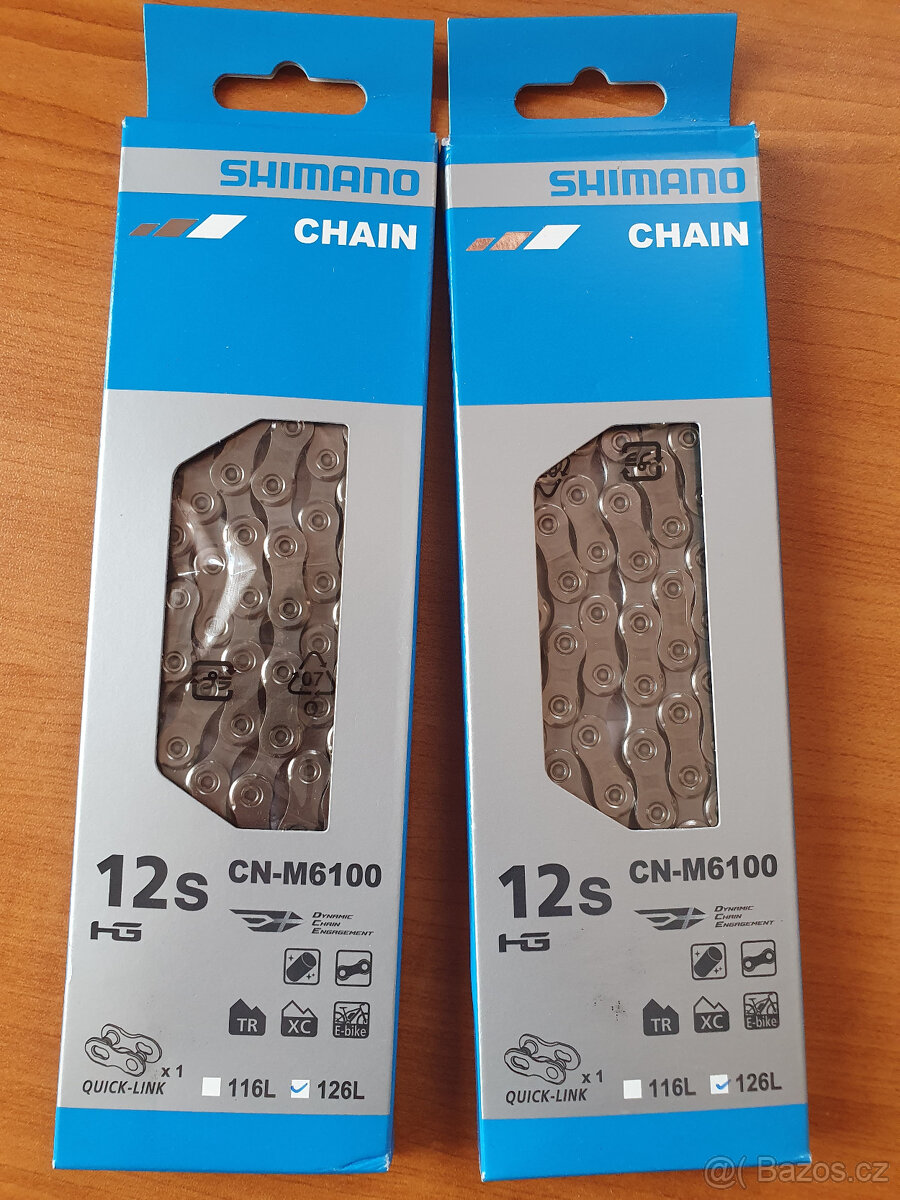 SHIMANO
CHAIN
12s CN-M6100
HG
DYNAMIC
CHAIN
ENGAGEMENT
TR XC E-bike
x 1
QUICK-LINK
116L 126L
SHIMANO
CHAIN
12s CN-M6100
HG
DYNAMIC
CHAIN
ENGAGEMENT
TR XC E-bike
x 1
QUICK-LINK
116L 126L
@( Bazos.cz